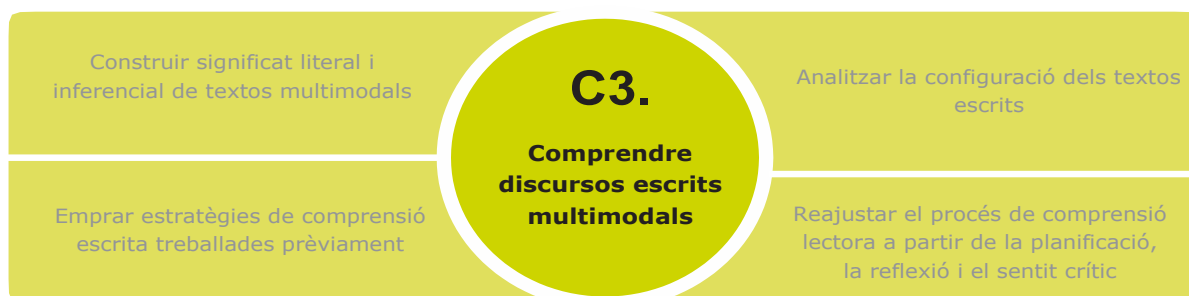 Construir significat literal i
inferencial de textos multimodals
Emprar estratègies de comprensió
escrita treballades prèviament
C3.
Comprendre
discursos escrits
multimodals
Analitzar la configuració dels textos
escrits
Reajustar el procés de comprensió
lectora a partir de la planificació,
la reflexió i el sentit crític